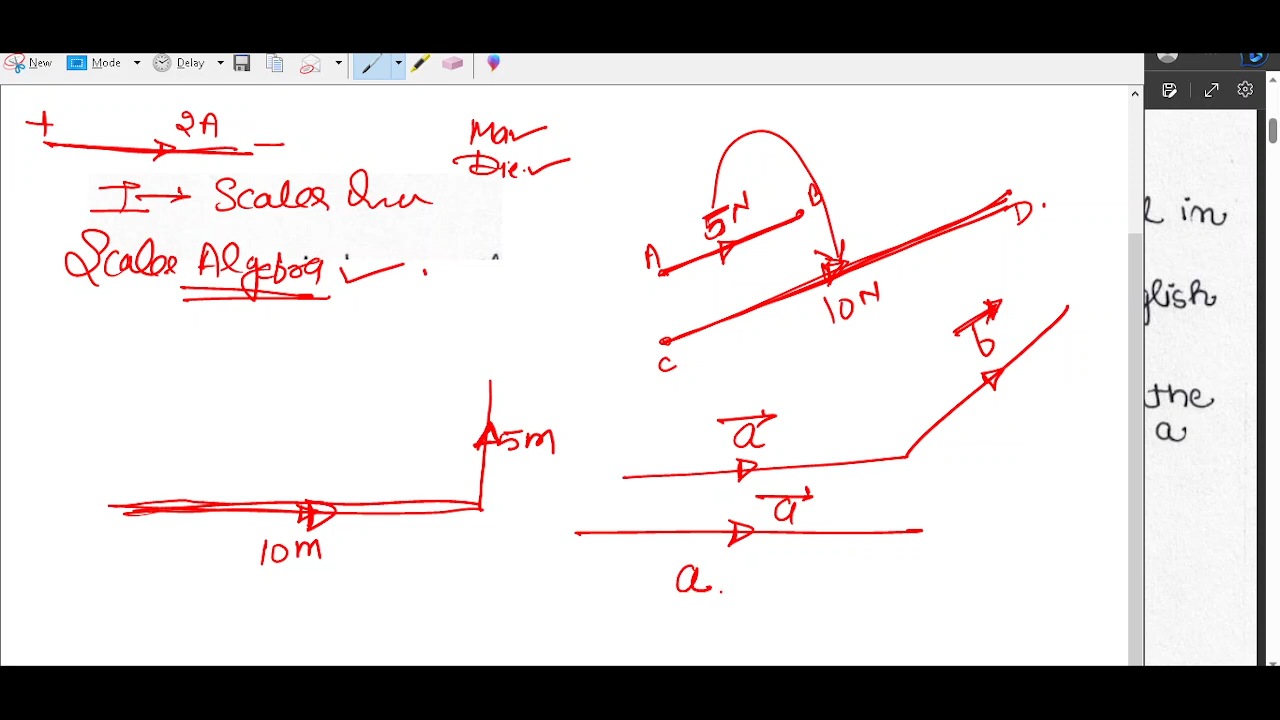 New Mode Delay
+ 2A -
I → Scalar Qua
Scalar Algebra ✓ .
Mag ✓
Dir. ✓
5N
A
B
C
D.
10N
5m
10m
a
b
a
a.
in
glish
the
a